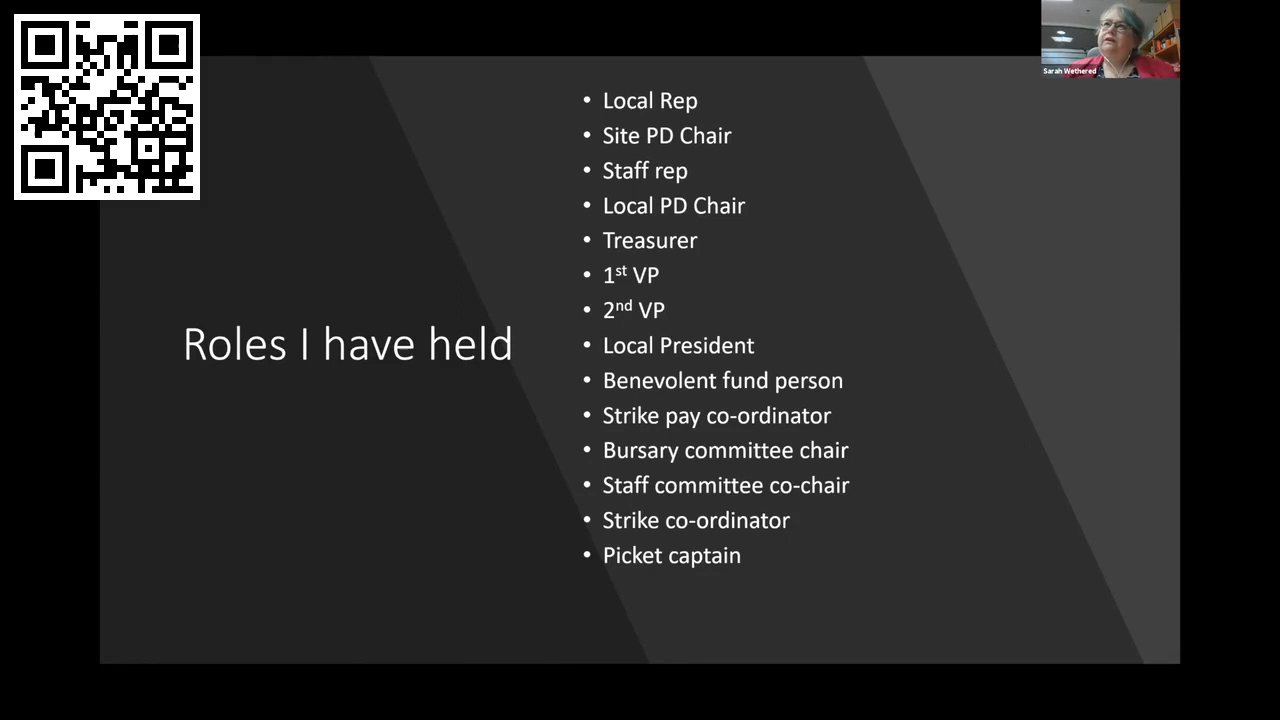 Sarah Wethered
Roles I have held
• Local Rep
• Site PD Chair
• Staff rep
• Local PD Chair
• Treasurer
• 1st VP
• 2nd VP
• Local President
• Benevolent fund person
• Strike pay co-ordinator
• Bursary committee chair
• Staff committee co-chair
• Strike co-ordinator
• Picket captain